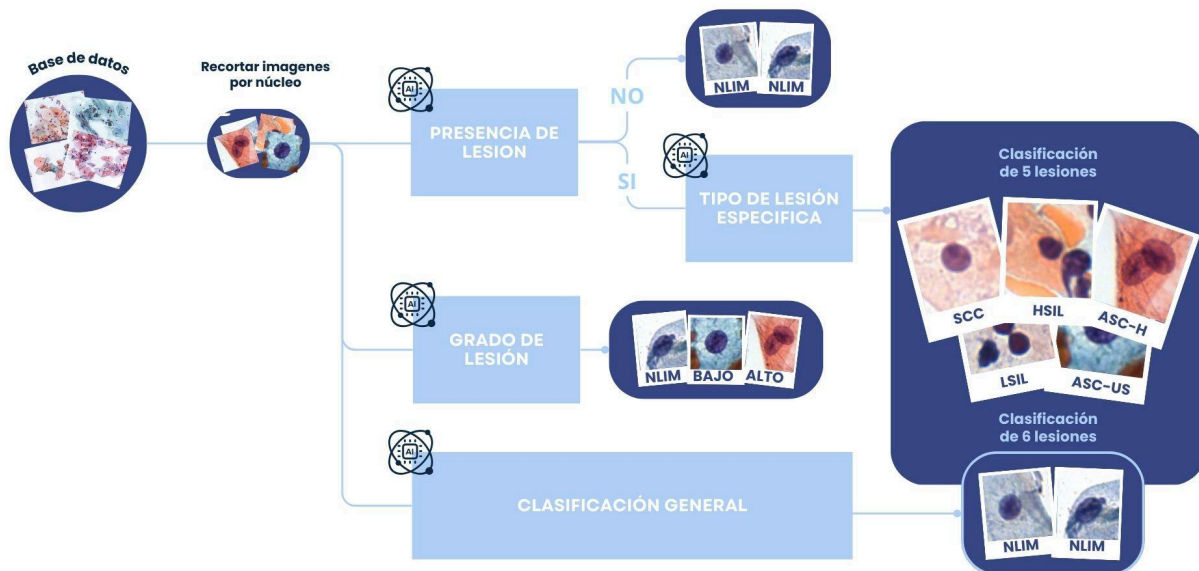 Base de datos
Recortar imagenes
por núcleo
AI
PRESENCIA DE
LESION
NO
SI
NLIM
NLIM
AI
TIPO DE LESIÓN
ESPECIFICA
Clasificación
de 5 lesiones
SCC
HSIL
ASC-H
LSIL
ASC-US
AI
GRADO DE
LESIÓN
NLIM
BAJO
ALTO
AI
CLASIFICACIÓN GENERAL
Clasificación
de 6 lesiones
NLIM
NLIM